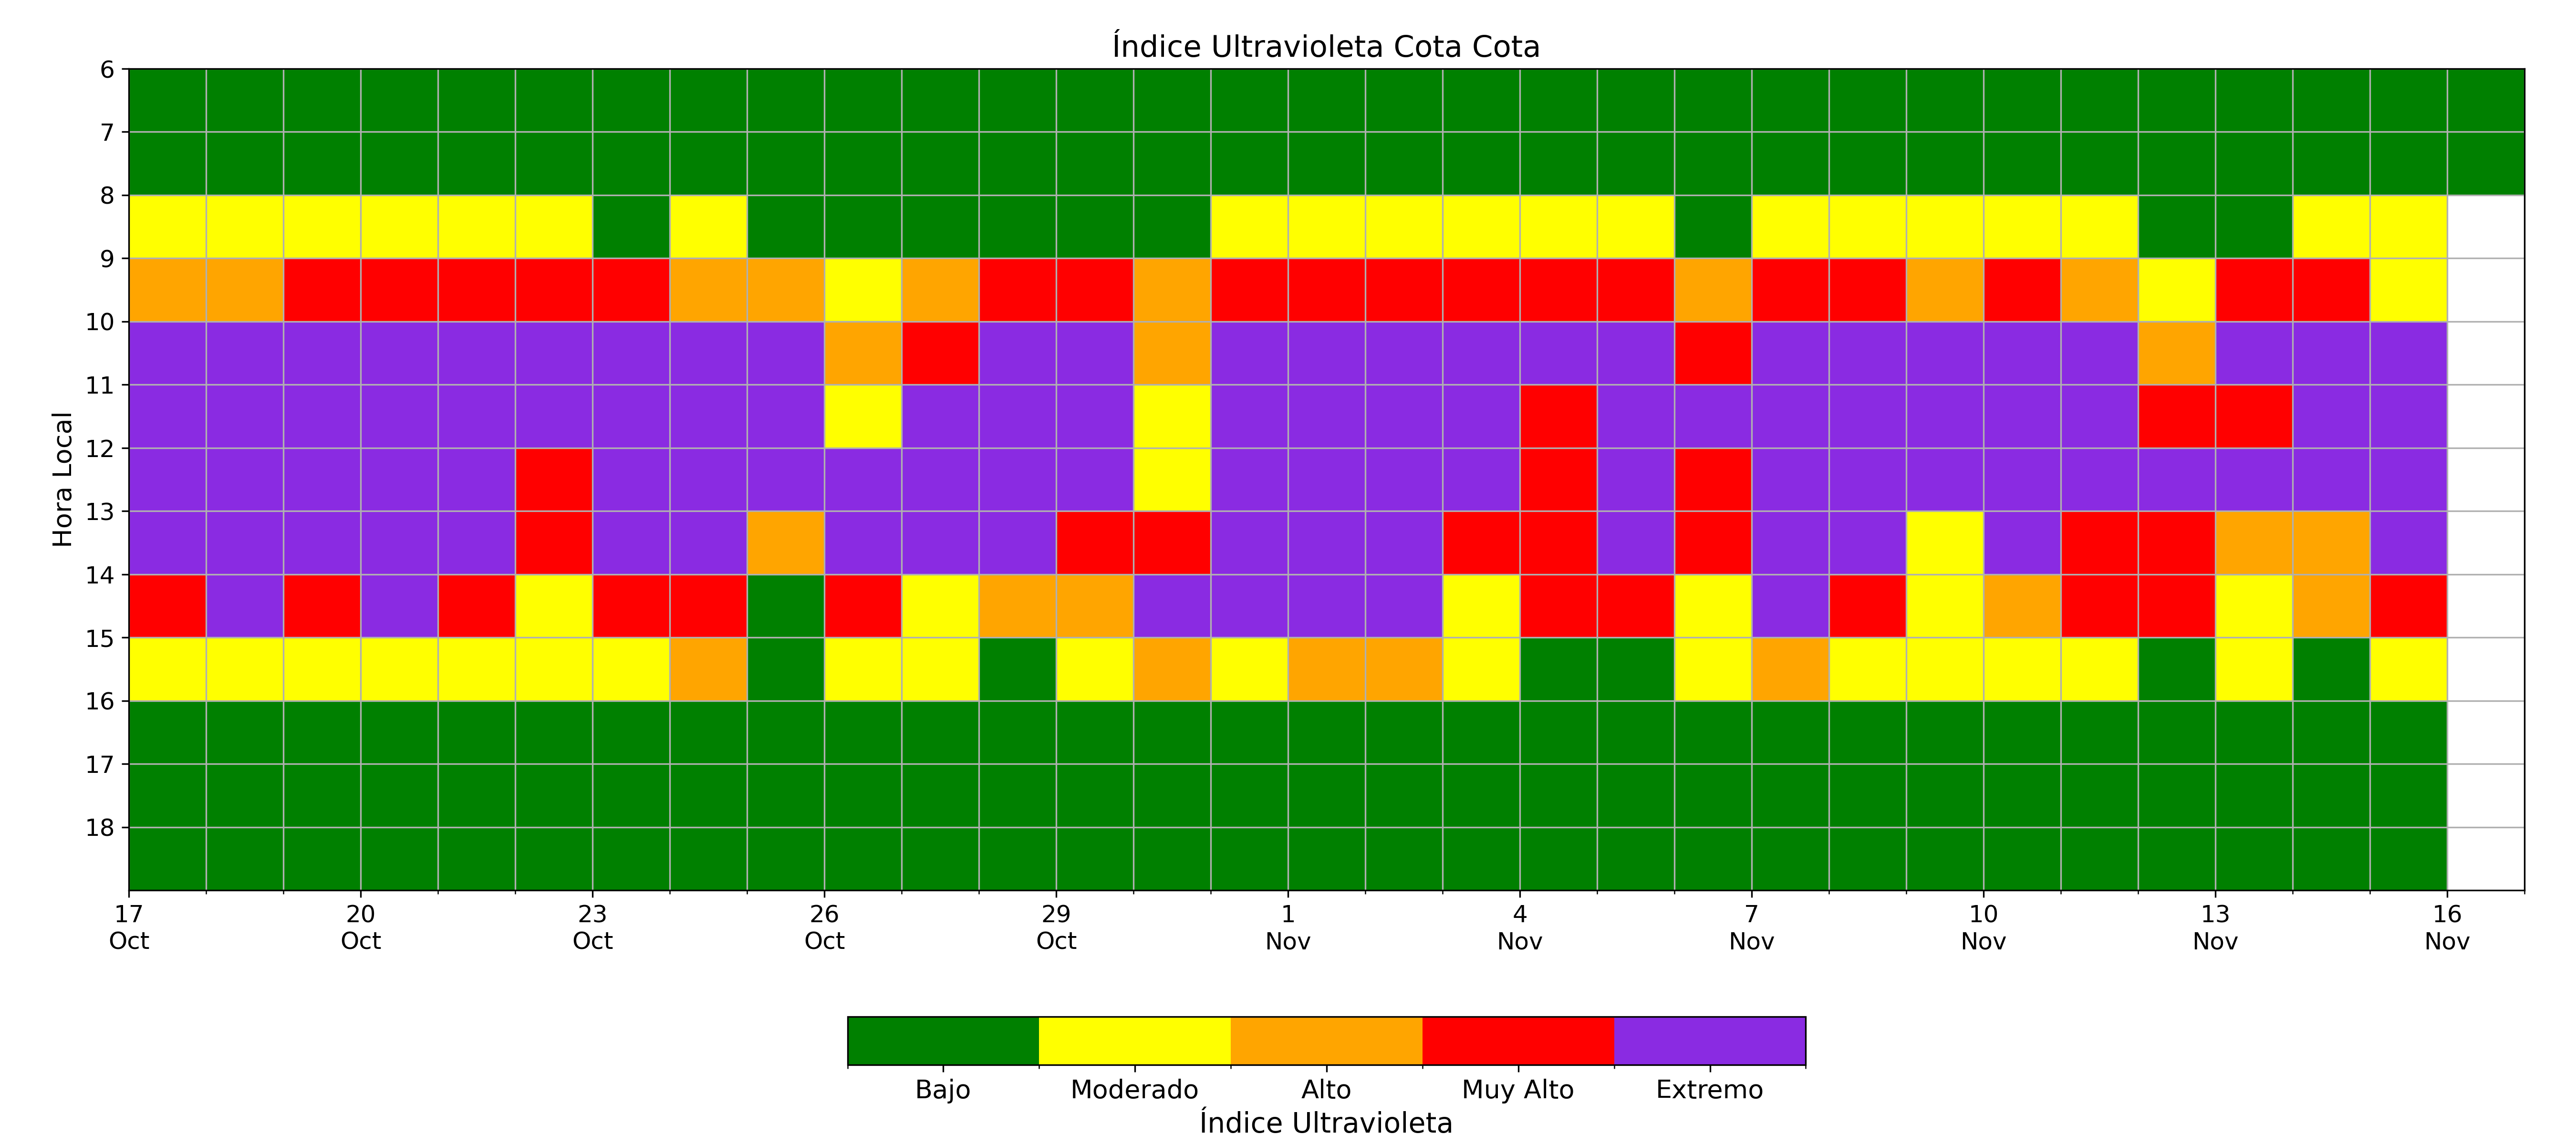 Índice Ultravioleta Cota Cota
Hora Local
6
7
8
9
10
11
12
13
14
15
16
17
18
17 20 23 26 29 1 4 7 10 13 16
Oct Oct Oct Oct Oct Nov Nov Nov Nov Nov Nov
Bajo Moderado Alto Muy Alto Extremo
Índice Ultravioleta